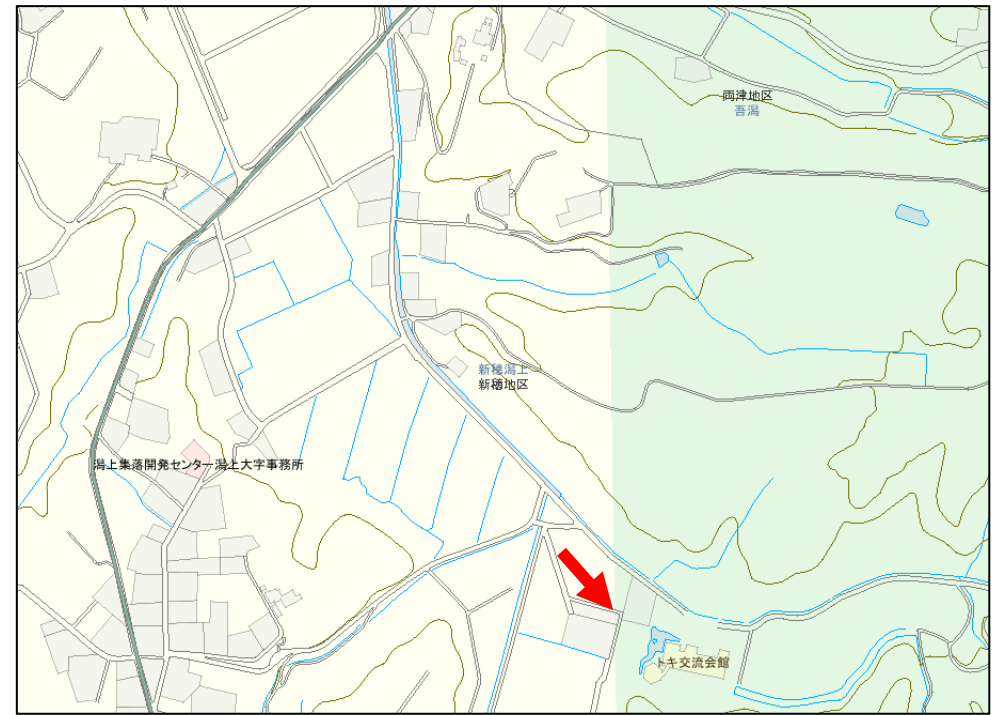 両津地区
吾潟
新穂潟上
新穂地区
潟上集落開発センター潟上大字事務所
トキ交流会館